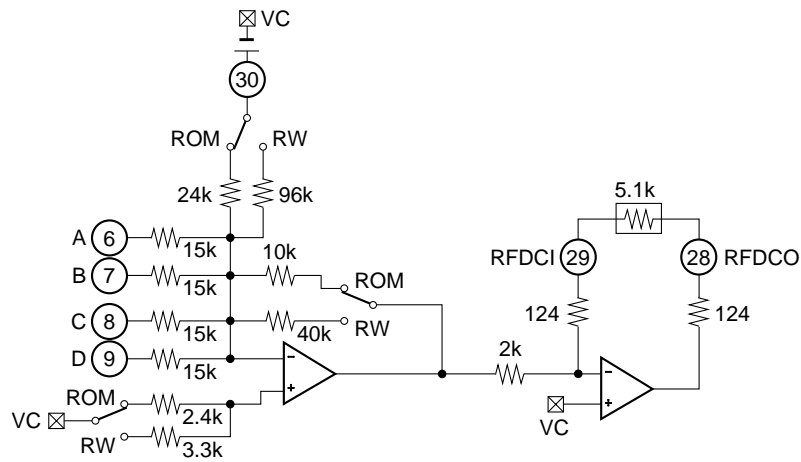 VC
30
ROM RW
24k 96k
5.1k
A 6 15k
10k
B 7 15k
ROM
RFDCI 29
28 RFDCO
C 8 15k
40k RW
124 124
D 9 15k
2k
ROM
2.4k
VC
RW 3.3k
− +
− +
VC